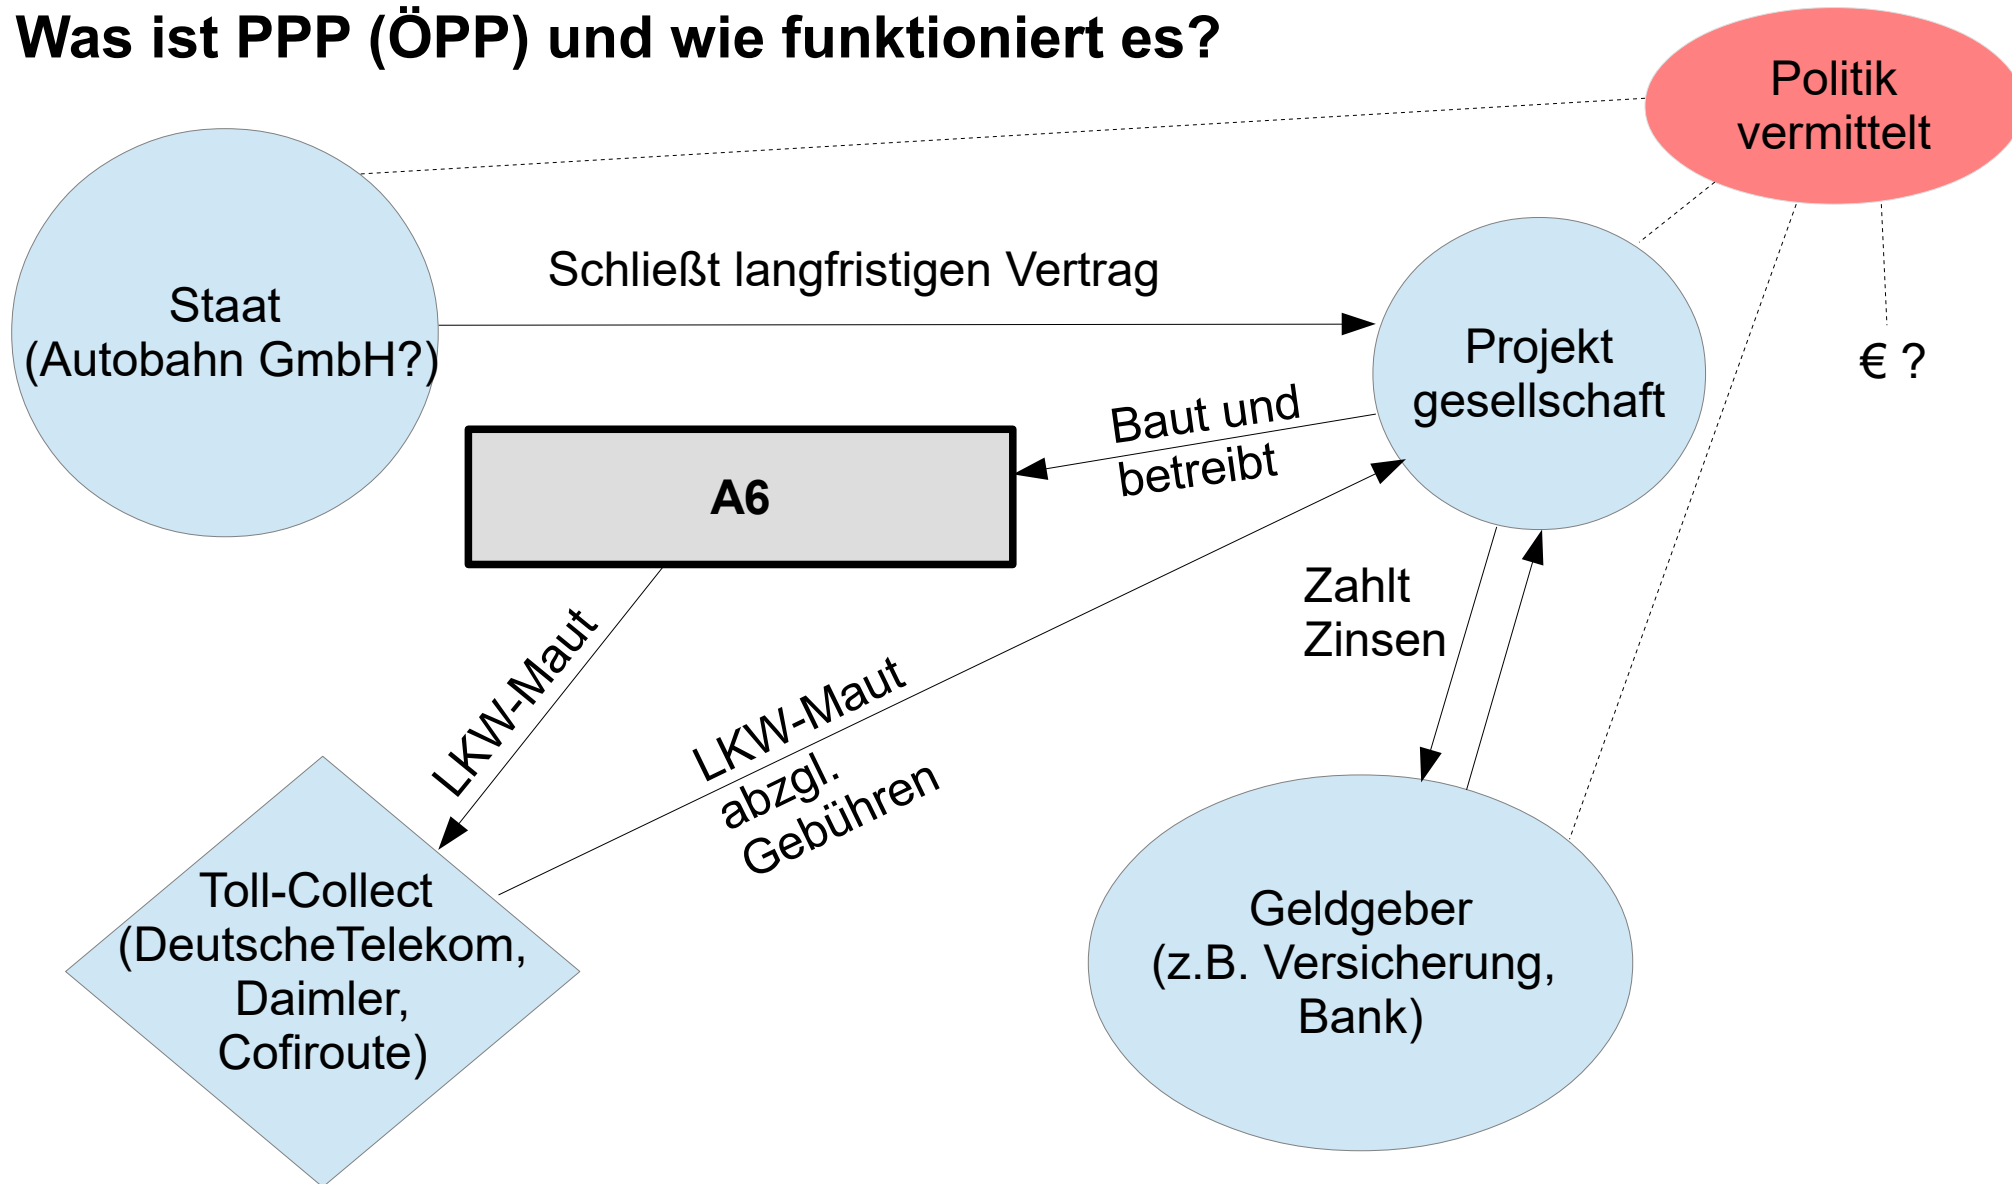 Was ist PPP (ÖPP) und wie funktioniert es?
Politik
vermittelt
Schließt langfristigen Vertrag
Staat
(Autobahn GmbH?)
Projekt
gesellschaft
€ ?
Baut und
betreibt
A6
Zahlt
Zinsen
LKW-Maut
LKW-Maut
abzgl.
Gebühren
Toll-Collect
(DeutscheTelekom,
Daimler,
Cofiroute)
Geldgeber
(z.B. Versicherung,
Bank)